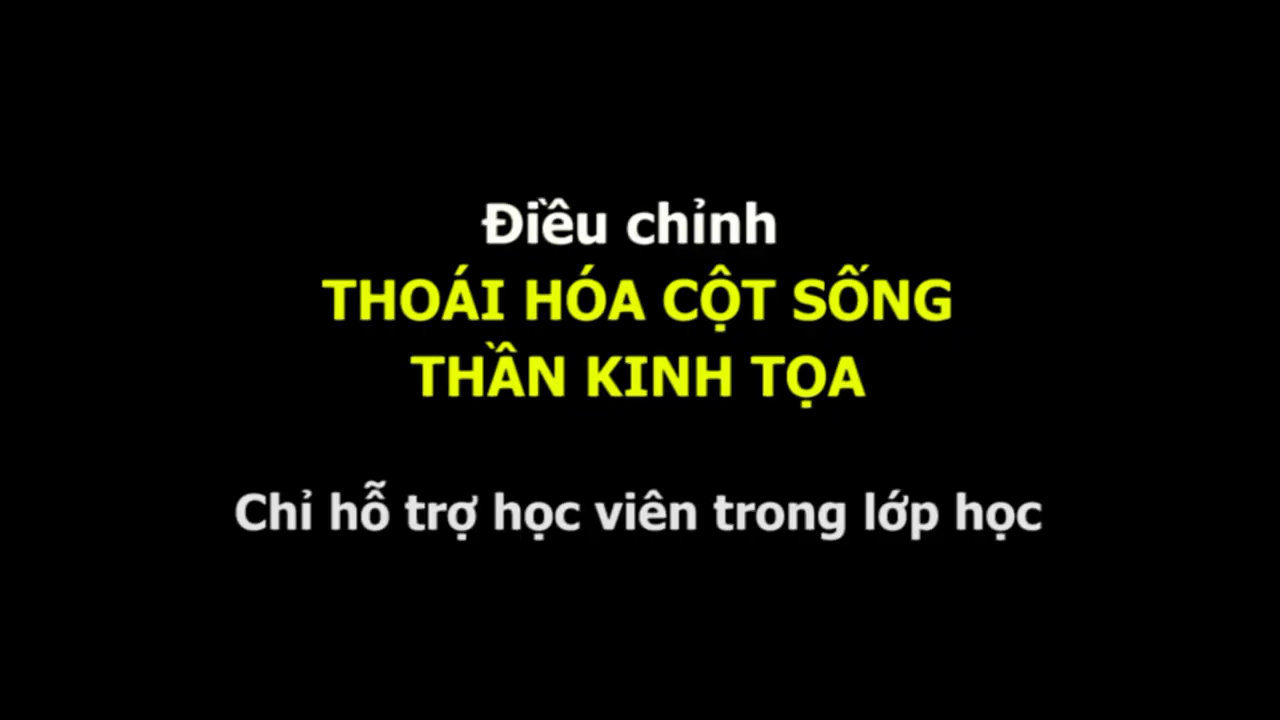 Điều chỉnh
THOÁI HÓA CỘT SỐNG
THẦN KINH TỌA
Chỉ hỗ trợ học viên trong lớp học